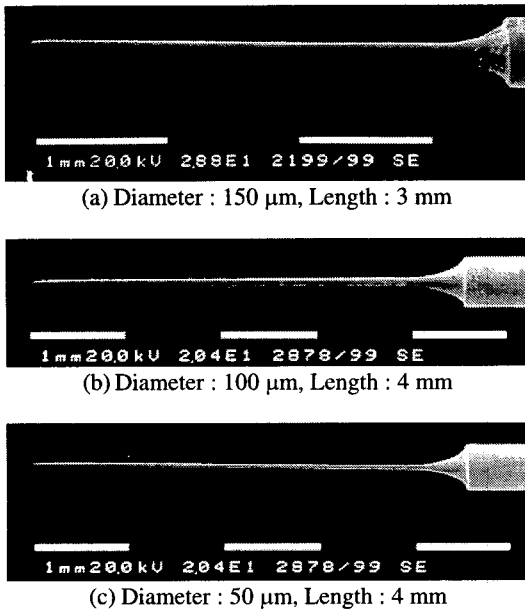 1mm20.0kV 2.88E1 2199/99 SE
(a) Diameter : 150 μm, Length : 3 mm
1mm20.0kV 2.04E1 2878/99 SE
(b) Diameter : 100 μm, Length : 4 mm
1mm20.0kV 2.04E1 2878/99 SE
(c) Diameter : 50 μm, Length : 4 mm